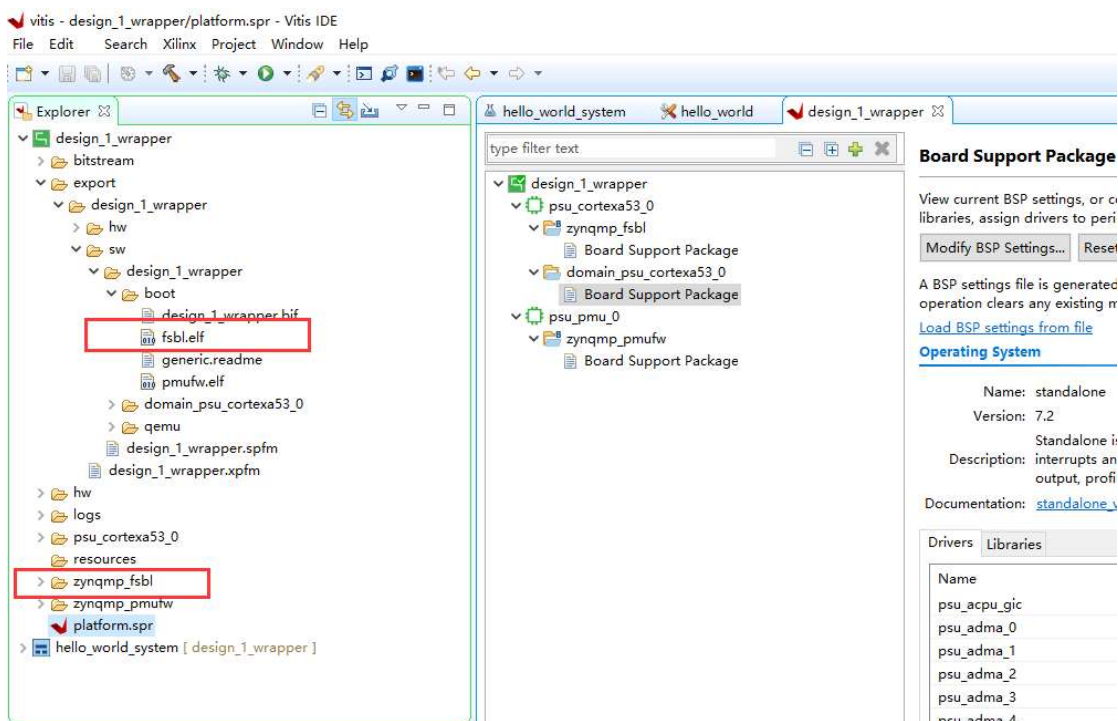 vitis - design_1_wrapper/platform.spr - Vitis IDE
File Edit Search Xilinx Project Window Help
Explorer
design_1_wrapper
bitstream
export
design_1_wrapper
hw
sw
design_1_wrapper
boot
design_1_wrapper.bif
fsbl.elf
generic.readme
pmufw.elf
domain_psu_cortexa53_0
qemu
design_1_wrapper.spfm
design_1_wrapper.xpfm
hw
logs
psu_cortexa53_0
resources
zynqmp_fsbl
zynqmp_pmufw
platform.spr
hello_world_system [ design_1_wrapper ]
hello_world_system hello_world design_1_wrapper
type filter text
design_1_wrapper
psu_cortexa53_0
zynqmp_fsbl
Board Support Package
domain_psu_cortexa53_0
Board Support Package
psu_pmu_0
zynqmp_pmufw
Board Support Package
Board Support Package
View current BSP settings, or c
libraries, assign drivers to peri
Modify BSP Settings... Reset
A BSP settings file is generated
operation clears any existing m
Load BSP settings from file
Operating System
Name: standalone
Version: 7.2
Standalone is
Description: interrupts an
output, profi
Documentation: standalone_v
Drivers Libraries
Name
psu_acpu_gic
psu_adma_0
psu_adma_1
psu_adma_2
psu_adma_3
psu_adma_4